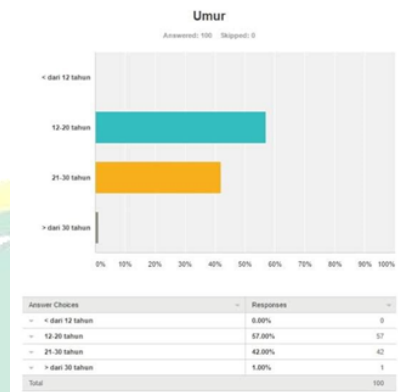 Umur
Answered: 100 Skipped: 0
< dari 12 tahun
12-20 tahun
21-30 tahun
> dari 30 tahun
0% 10% 20% 30% 40% 50% 60% 70% 80% 90% 100%
Answer Choices Responses
< dari 12 tahun 0.00% 0
12-20 tahun 57.00% 57
21-30 tahun 42.00% 42
> dari 30 tahun 1.00% 1
Total 100